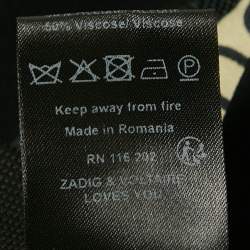 50% Viscose/ Viscose
P
Keep away from fire
Made in Romania
RN 116 202
ZADIG & VOLTAIRE
LOVES YOU